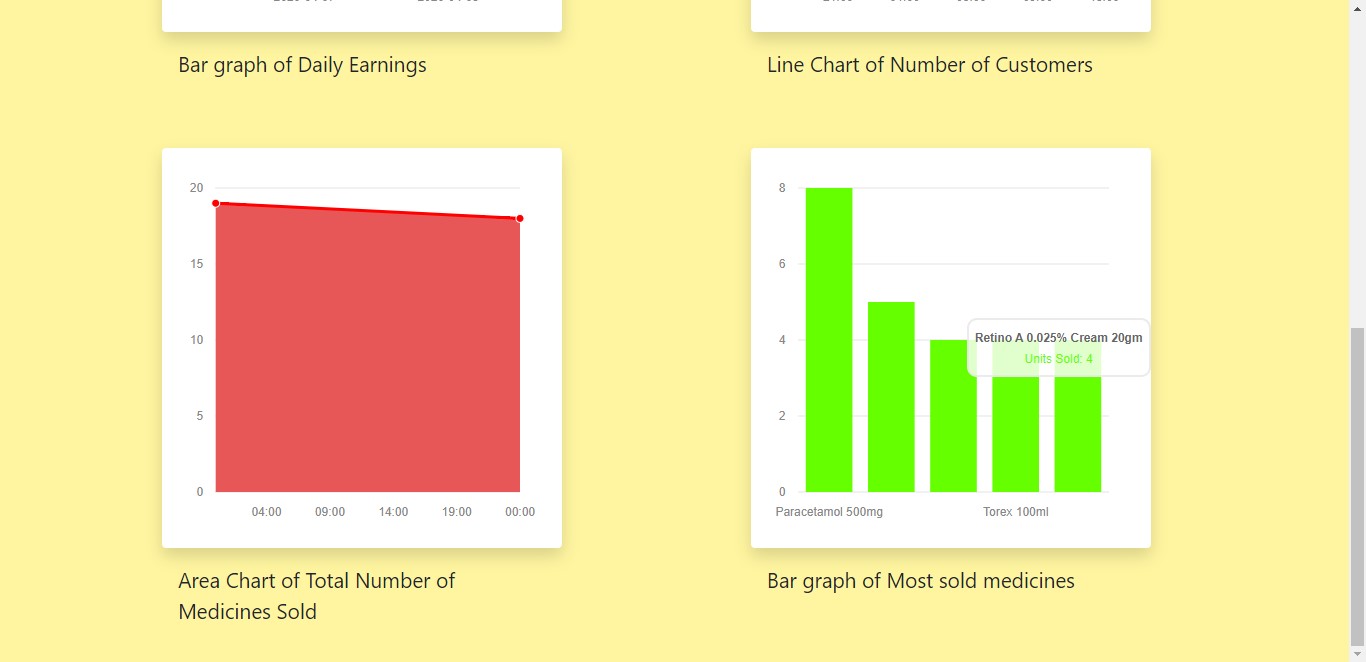 Bar graph of Daily Earnings
Line Chart of Number of Customers
20
15
10
5
0
04:00 09:00 14:00 19:00 00:00
Area Chart of Total Number of
Medicines Sold
8
6
4
2
0
Retino A 0.025% Cream 20gm
Units Sold: 4
Paracetamol 500mg Torex 100ml
Bar graph of Most sold medicines